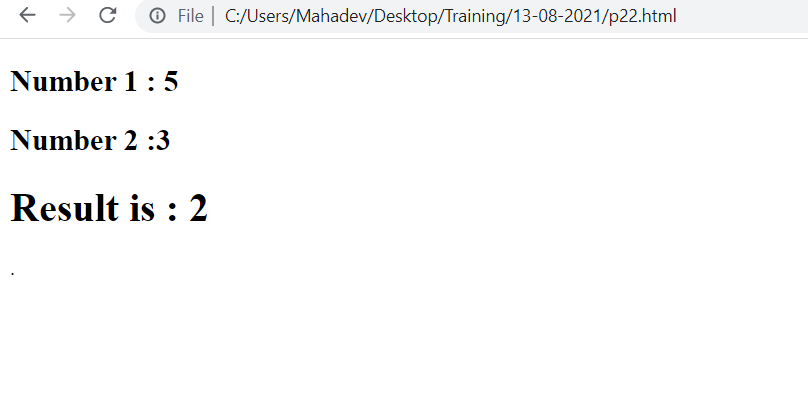 File | C:/Users/Mahadev/Desktop/Training/13-08-2021/p22.html
Number 1 : 5
Number 2 :3
Result is : 2
.